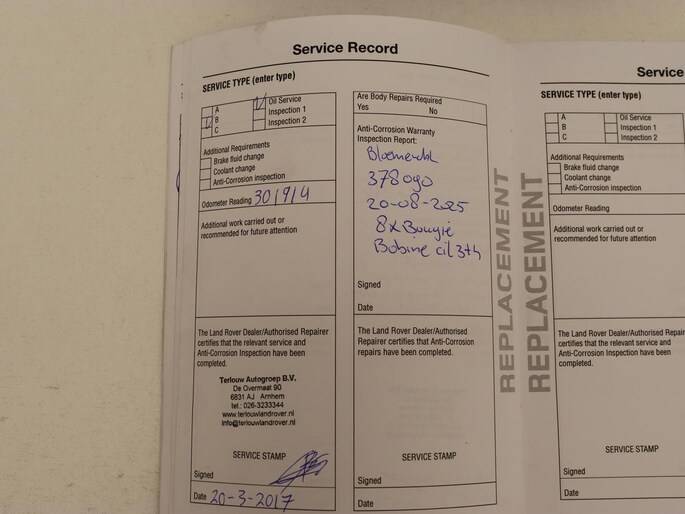 Service Record
SERVICE TYPE (enter type)
A
B
C
Oil Service
Inspection 1
Inspection 2
Additional Requirements
Brake fluid change
Coolant change
Anti-Corrosion inspection
Odometer Reading
Additional work carried out or
recommended for future attention
The Land Rover Dealer/Authorised Repairer
certifies that the relevant service and
Anti-Corrosion Inspection have been
completed.
Terlouw Autogroep B.V.
De Overmaat 90
6831 AJ Arnhem
tel.: 026-3233344
www.terlouwlandrover.nl
info@terlouwlandrover.nl
SERVICE STAMP
Signed
Date 20-3-2017
Are Body Repairs Required
Yes No
Anti-Corrosion Warranty
Inspection Report:
20-08-2025
8x Bougie
Bobine cil 3+4
Signed
Date
The Land Rover Dealer/Authorised
Repairer certifies that Anti-Corrosion
repairs have been completed.
SERVICE STAMP
Signed
Date
REPLACEMENT
REPLACEMENT
Service
SERVICE TYPE (enter type)
A
B
C
Oil Service
Inspection 1
Inspection 2
Additional Requirements
Brake fluid change
Coolant change
Anti-Corrosion inspection
Odometer Reading
Additional work carried out or
recommended for future attention
The Land Rover Dealer/Authorised Repair
certifies that the relevant service and
Anti-Corrosion Inspection have been
completed.
SERVICE STAMP
Signed
Date